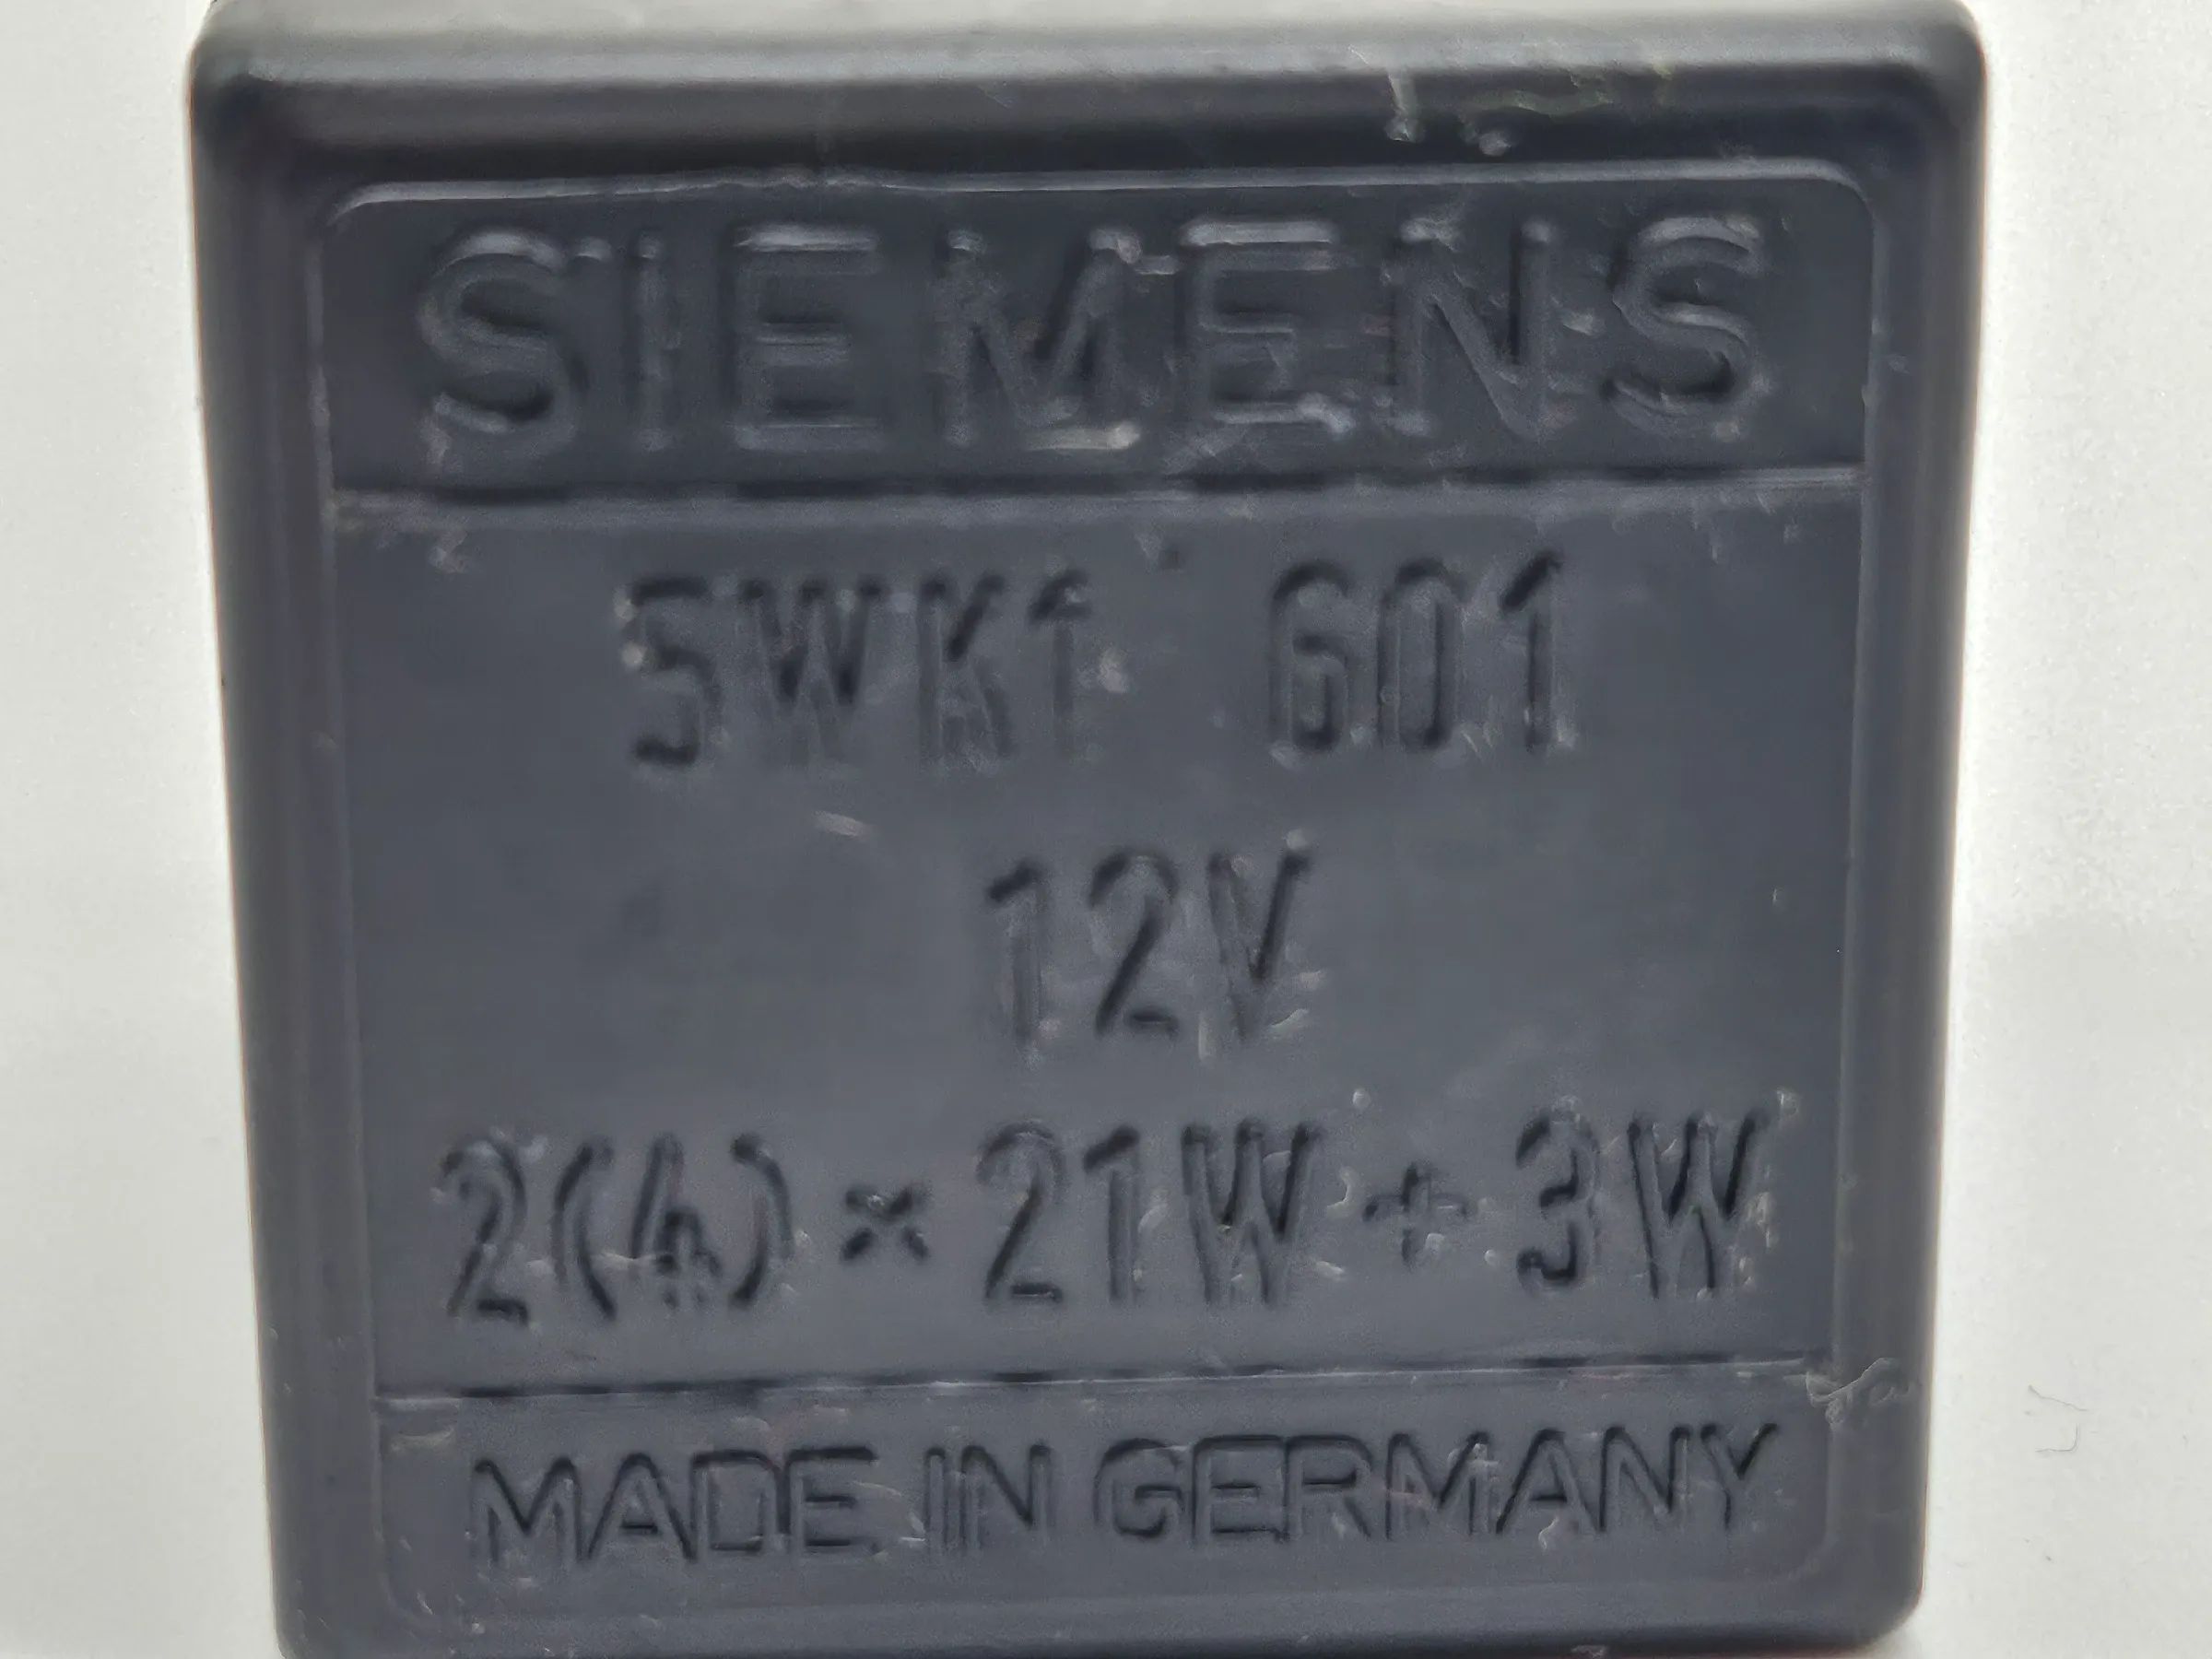 SIEMENS
5WK1 601
12V
2(4) × 21W + 3W
MADE IN GERMANY